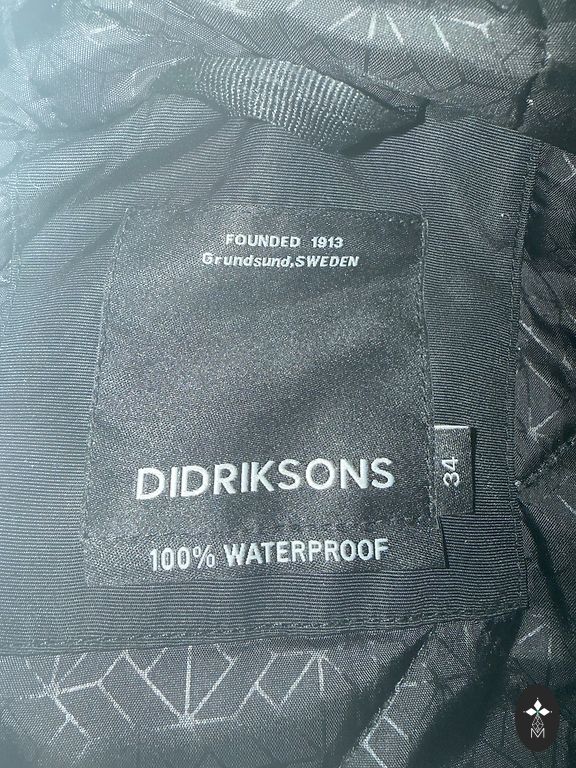 FOUNDED 1913
Grundsund,SWEDEN
DIDRIKSONS
34
100% WATERPROOF
M